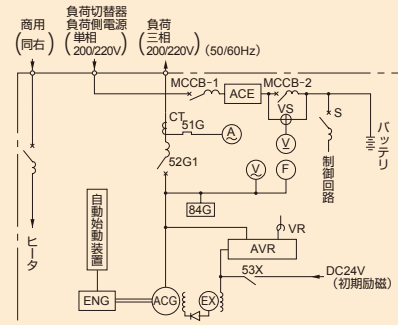 商用
(同右)
負荷切替器
負荷側電源
(単相
200/220V)
負荷
(三相
200/220V)
(50/60Hz)
MCCB-1
ACE
MCCB-2
VS
S
CT
51G
A
V
バッテリ
制御回路
52G1
V
F
84G
VR
AVR
自動始動装置
ヒータ
53X
DC24V
(初期励磁)
ENG
ACG
EX